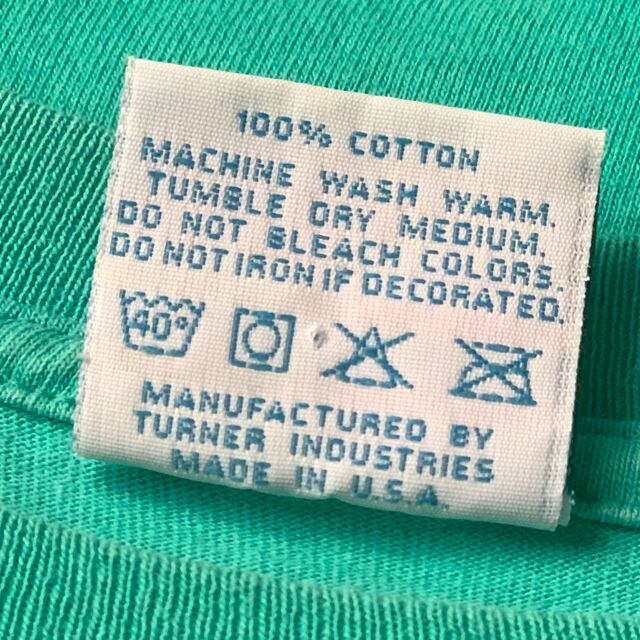 100% COTTON
MACHINE WASH WARM.
TUMBLE DRY MEDIUM.
DO NOT BLEACH COLORS.
DO NOT IRON IF DECORATED.
40°
MANUFACTURED BY
TURNER INDUSTRIES
MADE IN U.S.A.